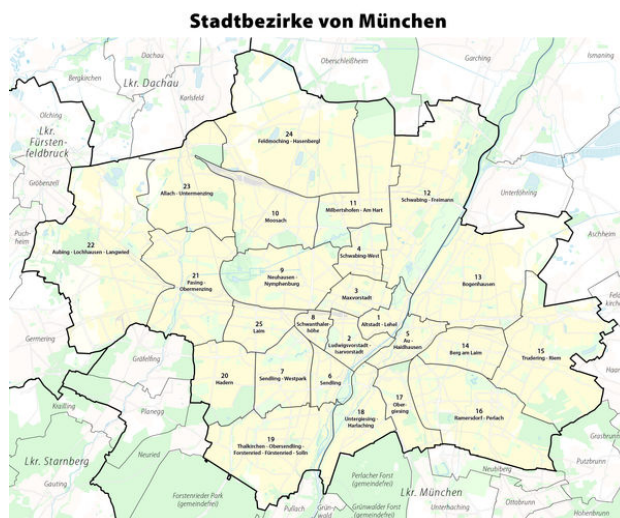 Stadtbezirke von München
Dachau
Oberschleißheim
Garching
Ismaning
Bergkirchen
Lkr. Dachau
Karlsfeld
Olching
Lkr.
Fürsten-
feldbruck
24
Feldmoching - Hasenbergl
Gröbenzell
23
Allach - Untermenzing
12
Schwabing - Freimann
Unterföhring
10
Moosach
11
Milbertshofen - Am Hart
Puch-
heim
Aschheim
22
Aubing - Lochhausen - Langwied
4
Schwabing-West
21
Pasing -
Obermenzing
9
Neuhausen -
Nymphenburg
13
Bogenhausen
3
Maxvorstadt
Germering
25
Laim
8
Schwanthaler-
höhe
1
Altstadt - Lehel
2
Ludwigsvorstadt -
Isarvorstadt
5
Au -
Haidhausen
14
Berg am Laim
15
Trudering - Riem
Gräfelfing
20
Hadern
7
Sendling - Westpark
6
Sendling
Krailling
Planegg
18
Untergiesing -
Harlaching
17
Ober-
giesing
16
Ramersdorf - Perlach
19
Thalkirchen - Obersendling -
Forstenried - Fürstenried - Solln
Neuried
Lkr. Starnberg
Gauting
Forstenrieder Park
(gemeindefrei)
Pullach
Grün-
wald
Perlacher Forst
(gemeindefrei)
Grünwalder Forst
(gemeindefrei)
Lkr. München
Unterhaching
Neubiberg
Ottobrunn
Grasbrunn
Putzbrunn
Hohenbrunn